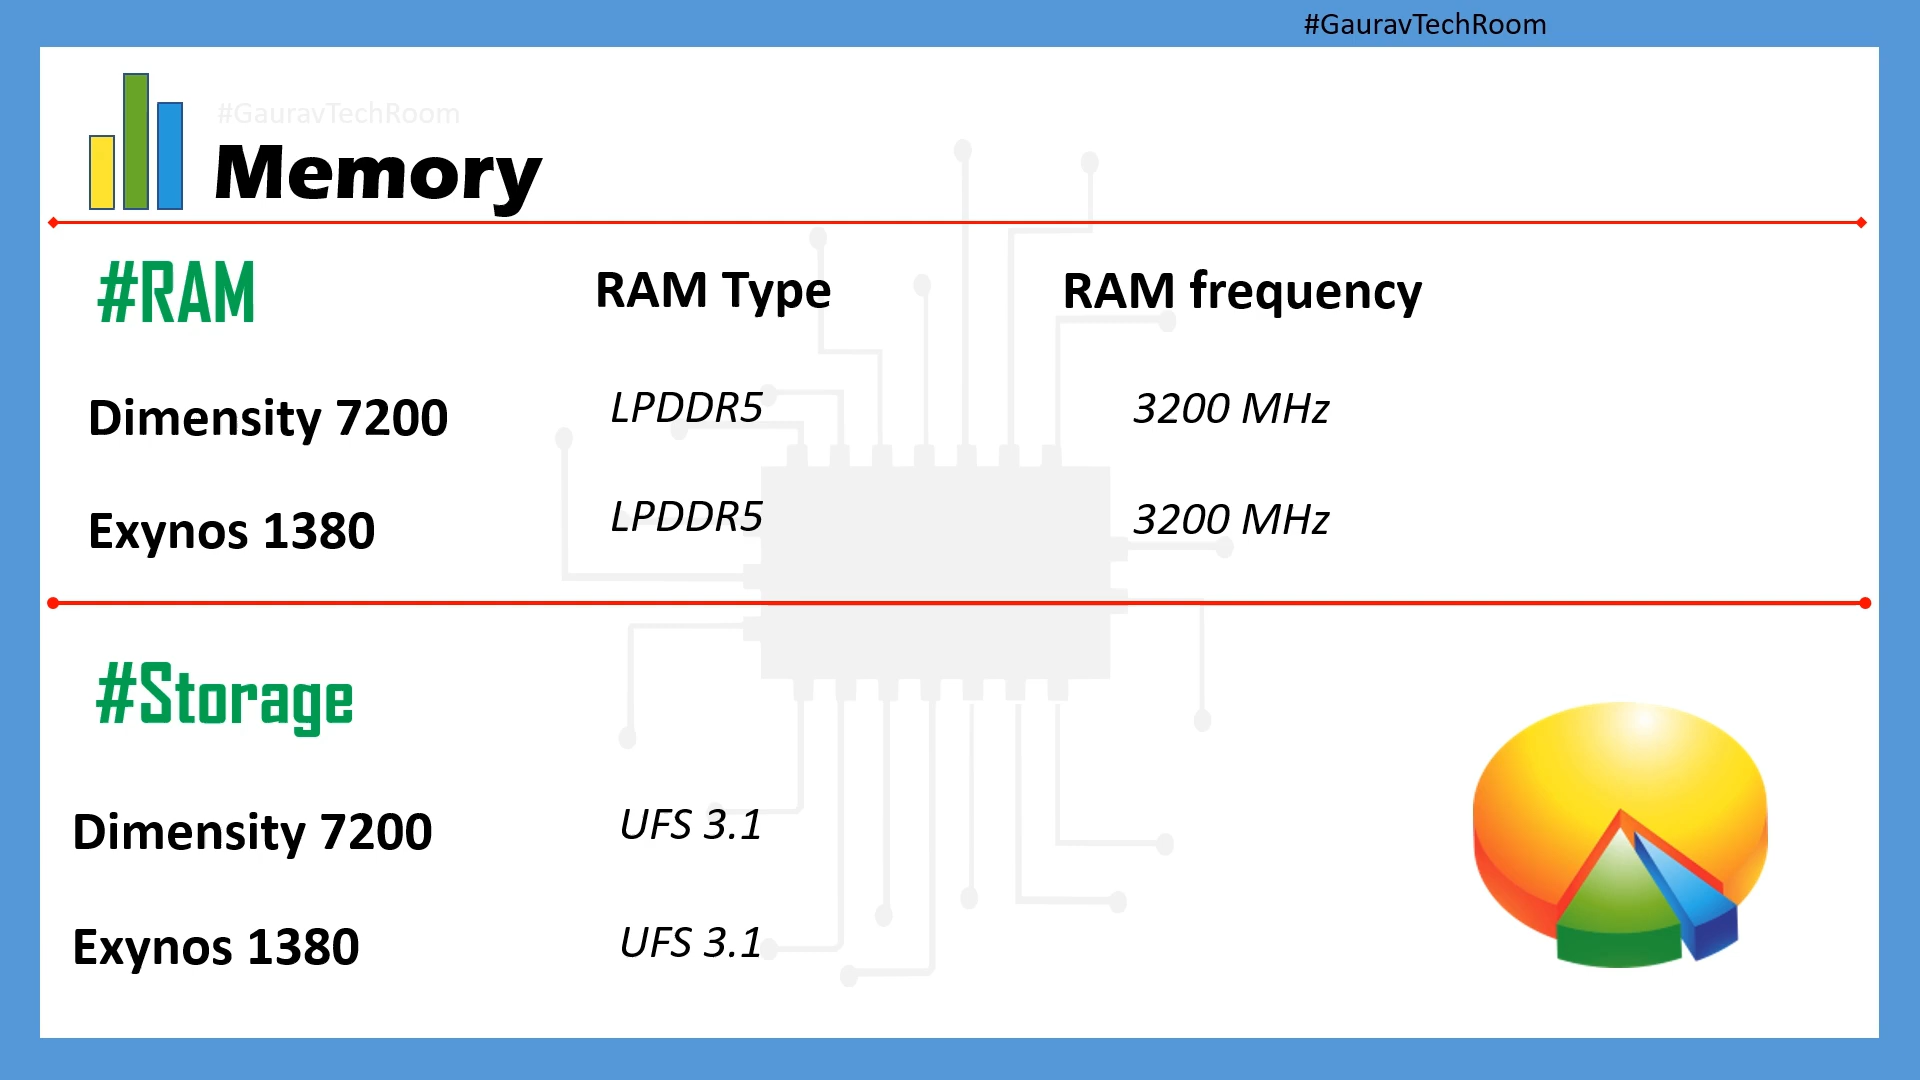 #GauravTechRoom
#GauravTechRoom
Memory
#RAM RAM Type RAM frequency
Dimensity 7200 LPDDR5 3200 MHz
Exynos 1380 LPDDR5 3200 MHz
#Storage
Dimensity 7200 UFS 3.1
Exynos 1380 UFS 3.1